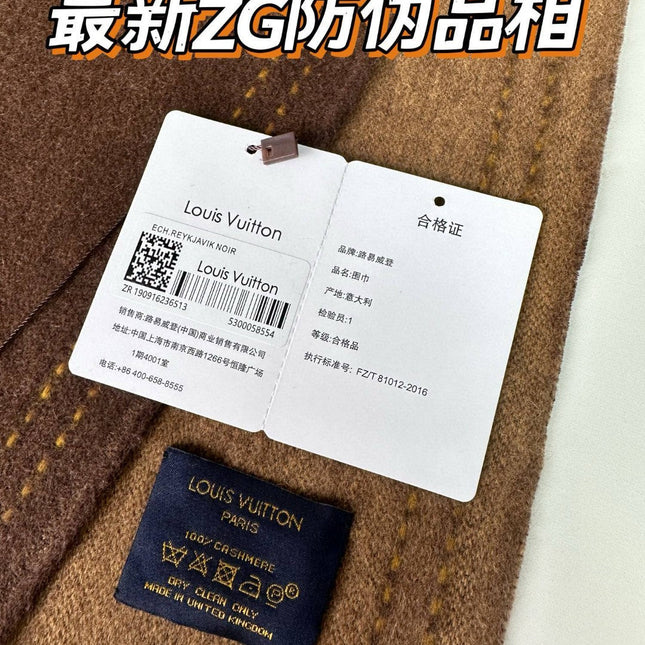 最新ZG防伪品相
Louis Vuitton
ECH.REYKJAVIK NOIR
Louis Vuitton
ZR 190916236513
5300058554
销售商:路易威登(中国)商业销售有限公司
地址:中国上海市南京西路1266号恒隆广场
1期4001室
电话:+86 400-658-8555
合格证
品牌:路易威登
品名:围巾
产地:意大利
检验员:1
等级:合格品
执行标准号: FZ/T 81012-2016
LOUIS VUITTON
PARIS
100% CASHMERE
P R
DRY CLEAN ONLY
MADE IN UNITED KINGDOM